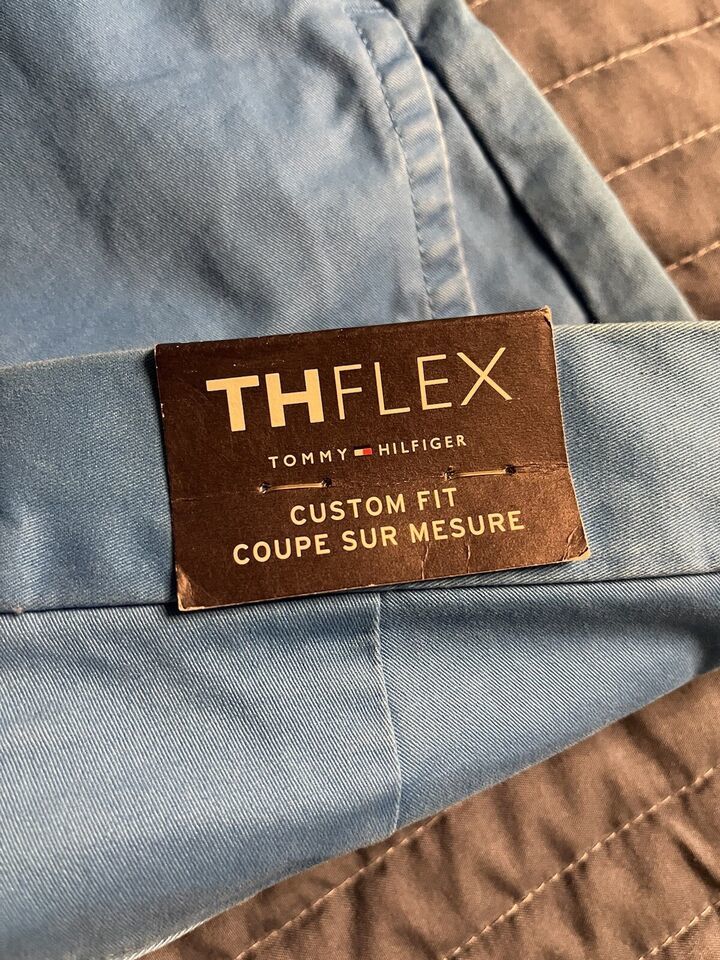 THFLEX
TOMMY HILFIGER
CUSTOM FIT
COUPE SUR MESURE